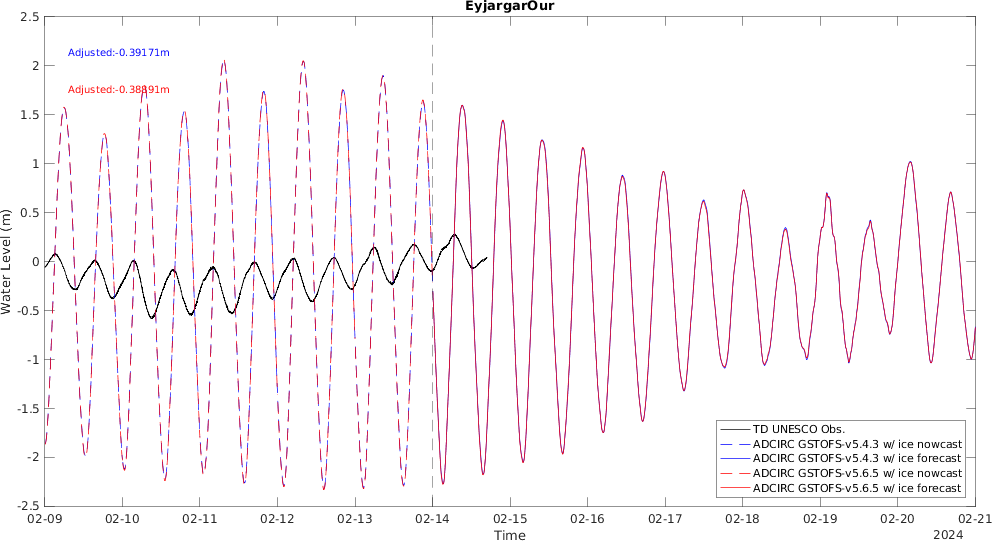 EyjargarOur
2.5
2
1.5
1
0.5
0
-0.5
-1
-1.5
-2
-2.5
Water Level (m)
Adjusted:-0.39171m
Adjusted:-0.38891m
TD UNESCO Obs.
ADCIRC GSTOFS-v5.4.3 w/ ice nowcast
ADCIRC GSTOFS-v5.4.3 w/ ice forecast
ADCIRC GSTOFS-v5.6.5 w/ ice nowcast
ADCIRC GSTOFS-v5.6.5 w/ ice forecast
02-09 02-10 02-11 02-12 02-13 02-14 02-15 02-16 02-17 02-18 02-19 02-20 02-21
Time
2024